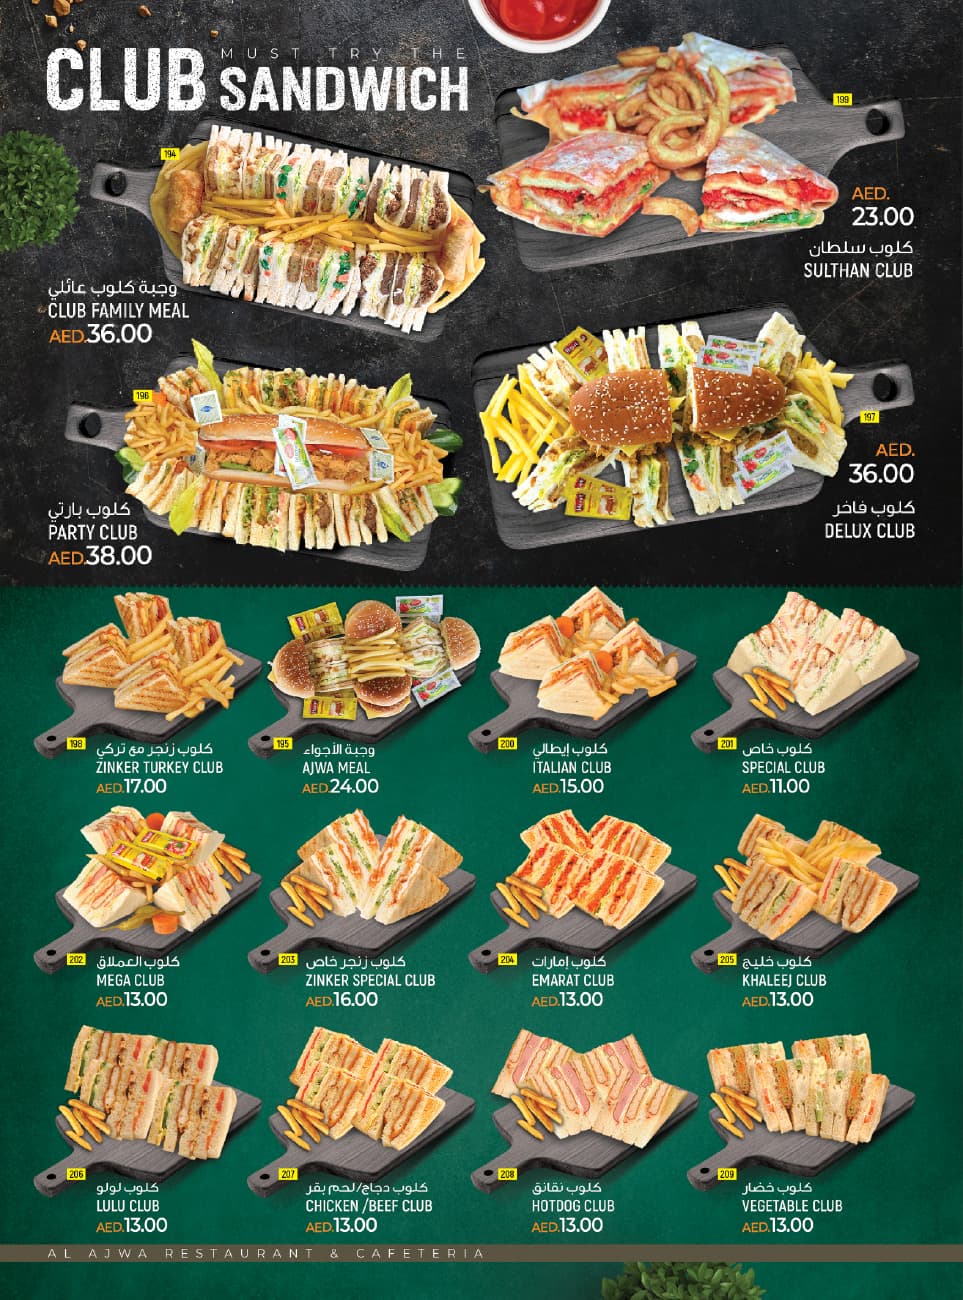 CLUB
MUST TRY THE
SANDWICH
194
وجبة كلوب عائلي
CLUB FAMILY MEAL
AED.36.00
199
AED.
23.00
كلوب سلطان
SULTHAN CLUB
196
كلوب بارتي
PARTY CLUB
AED.38.00
197
AED.
36.00
كلوب فاخر
DELUX CLUB
198
كلوب زنجر مع تركي
ZINKER TURKEY CLUB
AED.17.00
195
وجبة الأجواء
AJWA MEAL
AED.24.00
200
كلوب إيطالي
ITALIAN CLUB
AED.15.00
201
كلوب خاص
SPECIAL CLUB
AED.11.00
202
كلوب العملاق
MEGA CLUB
AED.13.00
203
كلوب زنجر خاص
ZINKER SPECIAL CLUB
AED.16.00
204
كلوب إمارات
EMARAT CLUB
AED.13.00
205
كلوب خليج
KHALEEJ CLUB
AED.13.00
206
كلوب لولو
LULU CLUB
AED.13.00
207
كلوب دجاج/لحم بقر
CHICKEN /BEEF CLUB
AED.13.00
208
كلوب نقانق
HOTDOG CLUB
AED.13.00
209
كلوب خضار
VEGETABLE CLUB
AED.13.00
AL AJWA RESTAURANT & CAFETERIA